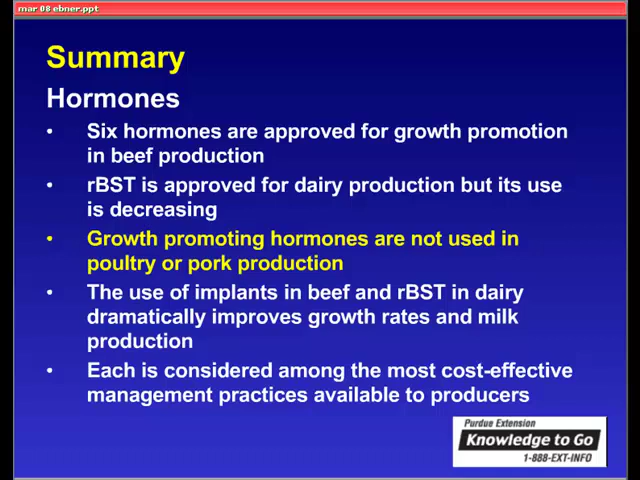 mar 08 ebner.ppt
Summary
Hormones
• Six hormones are approved for growth promotion
in beef production
• rBST is approved for dairy production but its use
is decreasing
• Growth promoting hormones are not used in
poultry or pork production
• The use of implants in beef and rBST in dairy
dramatically improves growth rates and milk
production
• Each is considered among the most cost-effective
management practices available to producers
Purdue Extension
Knowledge to Go
1-888-EXT-INFO